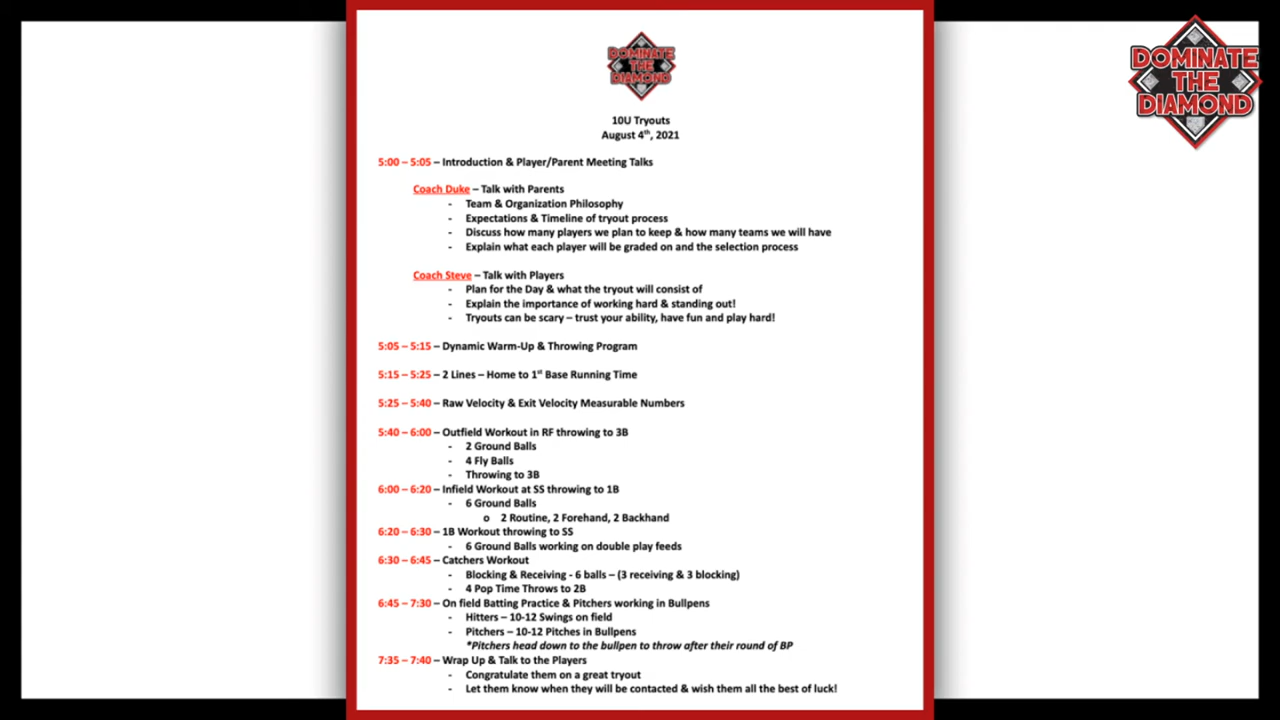 DOMINATE
THE
DIAMOND
DOMINATE
THE
DIAMOND
10U Tryouts
August 4th, 2021
5:00 – 5:05 – Introduction & Player/Parent Meeting Talks
Coach Duke – Talk with Parents
- Team & Organization Philosophy
- Expectations & Timeline of tryout process
- Discuss how many players we plan to keep & how many teams we will have
- Explain what each player will be graded on and the selection process
Coach Steve – Talk with Players
- Plan for the Day & what the tryout will consist of
- Explain the importance of working hard & standing out!
- Tryouts can be scary – trust your ability, have fun and play hard!
5:05 – 5:15 – Dynamic Warm-Up & Throwing Program
5:15 – 5:25 – 2 Lines – Home to 1st Base Running Time
5:25 – 5:40 – Raw Velocity & Exit Velocity Measurable Numbers
5:40 – 6:00 – Outfield Workout in RF throwing to 3B
- 2 Ground Balls
- 4 Fly Balls
- Throwing to 3B
6:00 – 6:20 – Infield Workout at SS throwing to 1B
- 6 Ground Balls
o 2 Routine, 2 Forehand, 2 Backhand
6:20 – 6:30 – 1B Workout throwing to SS
- 6 Ground Balls working on double play feeds
6:30 – 6:45 – Catchers Workout
- Blocking & Receiving - 6 balls – (3 receiving & 3 blocking)
- 4 Pop Time Throws to 2B
6:45 – 7:30 – On field Batting Practice & Pitchers working in Bullpens
- Hitters – 10-12 Swings on field
- Pitchers – 10-12 Pitches in Bullpens
*Pitchers head down to the bullpen to throw after their round of BP
7:35 – 7:40 – Wrap Up & Talk to the Players
- Congratulate them on a great tryout
- Let them know when they will be contacted & wish them all the best of luck!